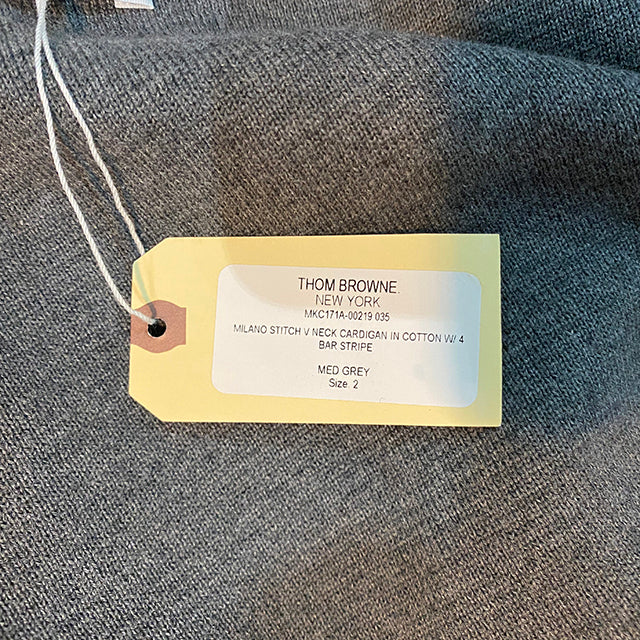 THOM BROWNE.
NEW YORK
MKC171A-00219 035
MILANO STITCH V NECK CARDIGAN IN COTTON W/ 4
BAR STRIPE
MED GREY
Size. 2